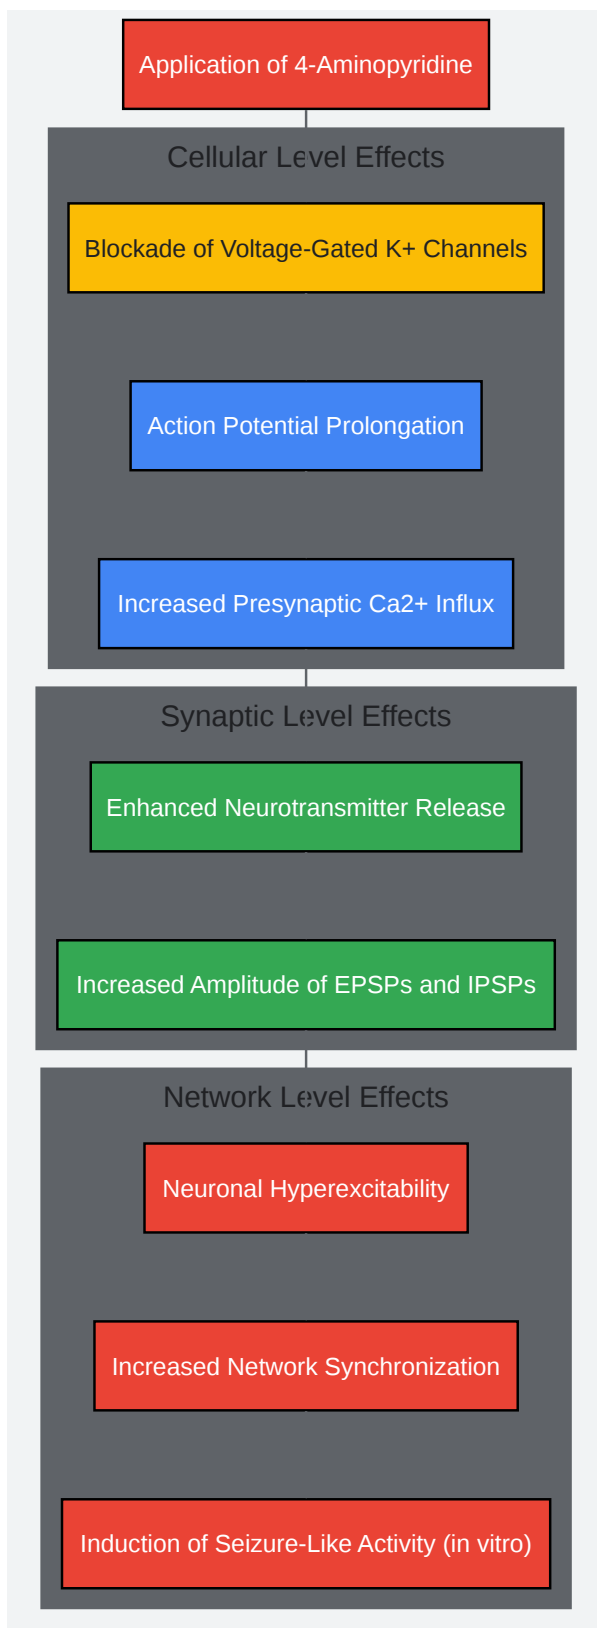 Application of 4-Aminopyridine
Cellular Level Effects
Blockade of Voltage-Gated K+ Channels
Action Potential Prolongation
Increased Presynaptic Ca2+ Influx
Synaptic Level Effects
Enhanced Neurotransmitter Release
Increased Amplitude of EPSPs and IPSPs
Network Level Effects
Neuronal Hyperexcitability
Increased Network Synchronization
Induction of Seizure-Like Activity (in vitro)